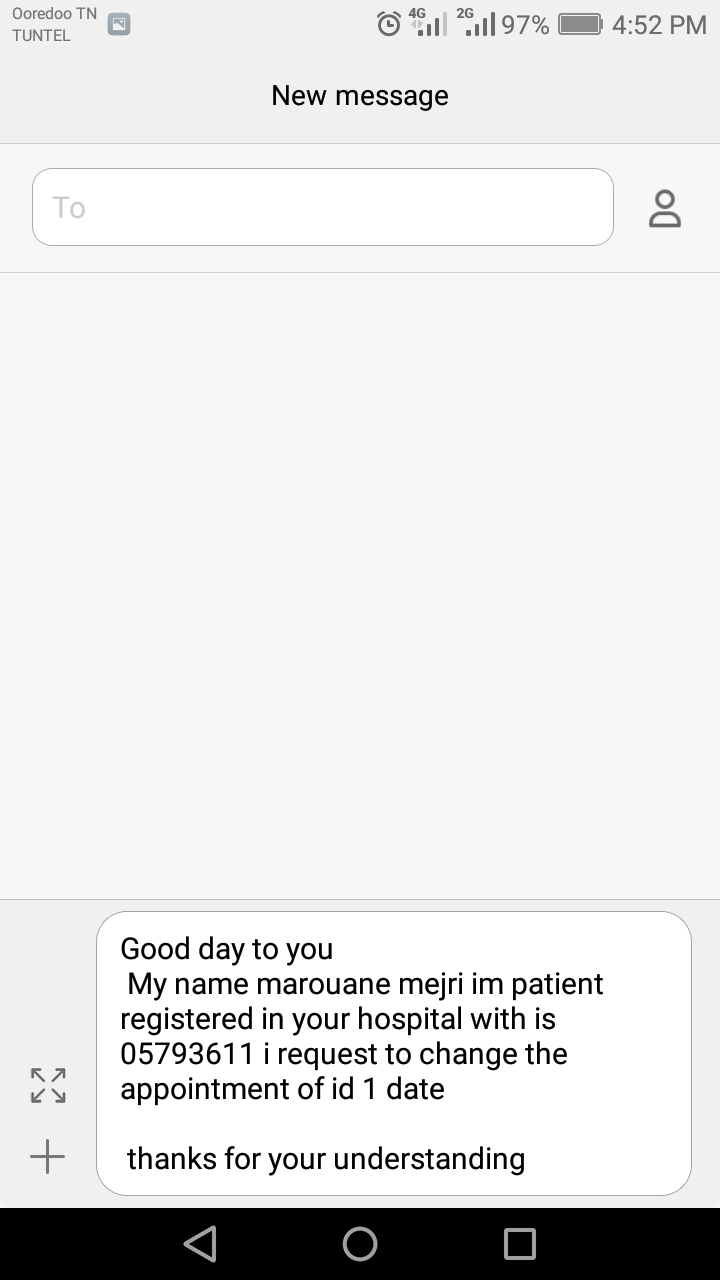 Ooredoo TN
TUNTEL
4G
2G
97%
4:52 PM
New message
To
Good day to you
My name marouane mejri im patient
registered in your hospital with is
05793611 i request to change the
appointment of id 1 date
thanks for your understanding